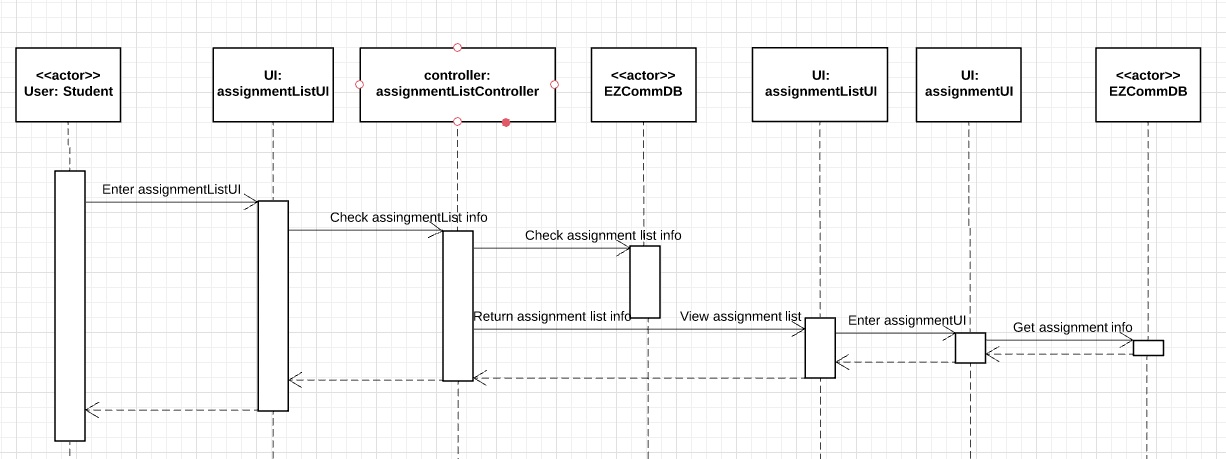 <<actor>>
User: Student
UI:
assignmentListUI
controller:
assignmentListController
<<actor>>
EZCommDB
UI:
assignmentListUI
UI:
assignmentUI
<<actor>>
EZCommDB
Enter assignmentListUI
Check assingmentList info
Check assignment list info
Return assignment list info
View assignment list
Enter assignmentUI
Get assignment info